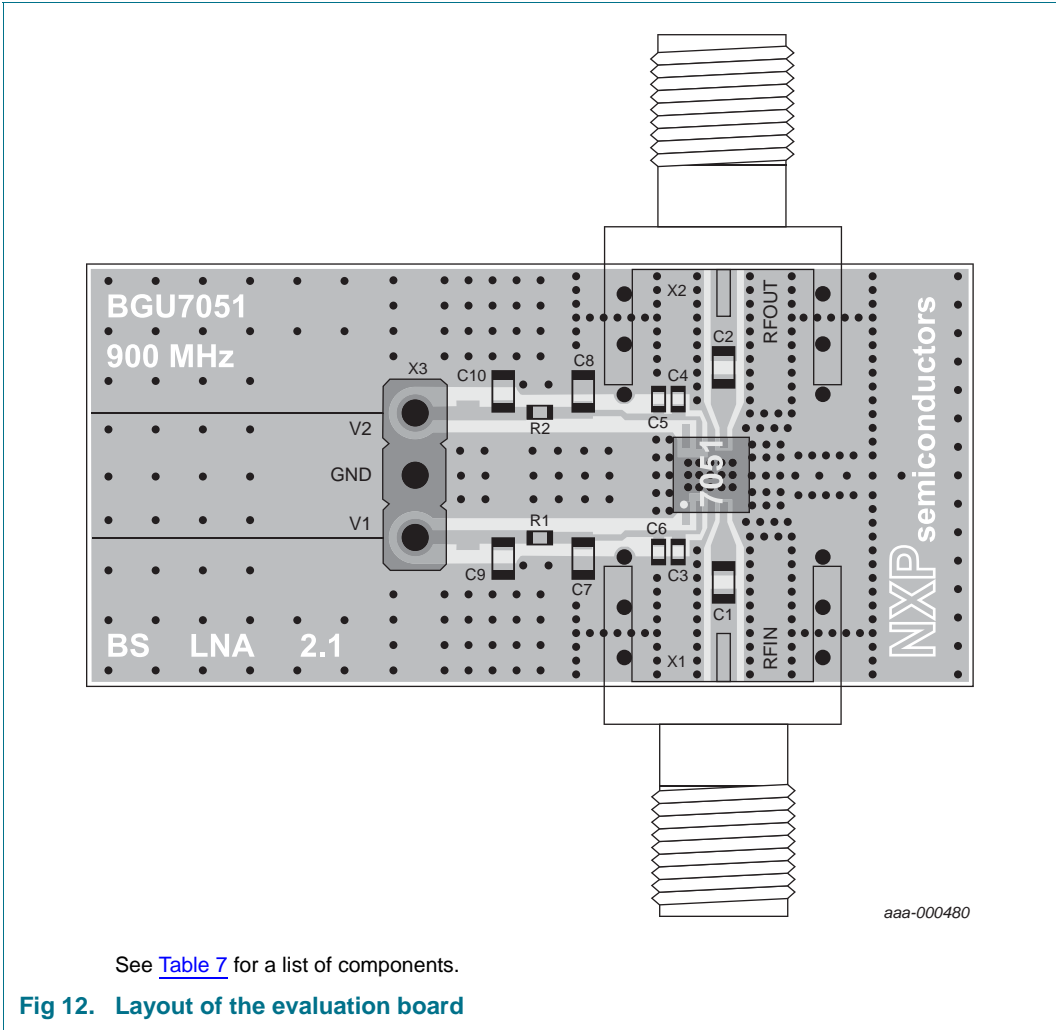 BGU7051
900 MHz
X3
C10
C8
X2
C2
RFOUT
C4
C5
R2
V2
GND
V1
7051
R1
C6
C3
C9
C7
C1
X1
RFIN
BS LNA 2.1
NXP semiconductors
aaa-000480
See Table 7 for a list of components.
Fig 12. Layout of the evaluation board